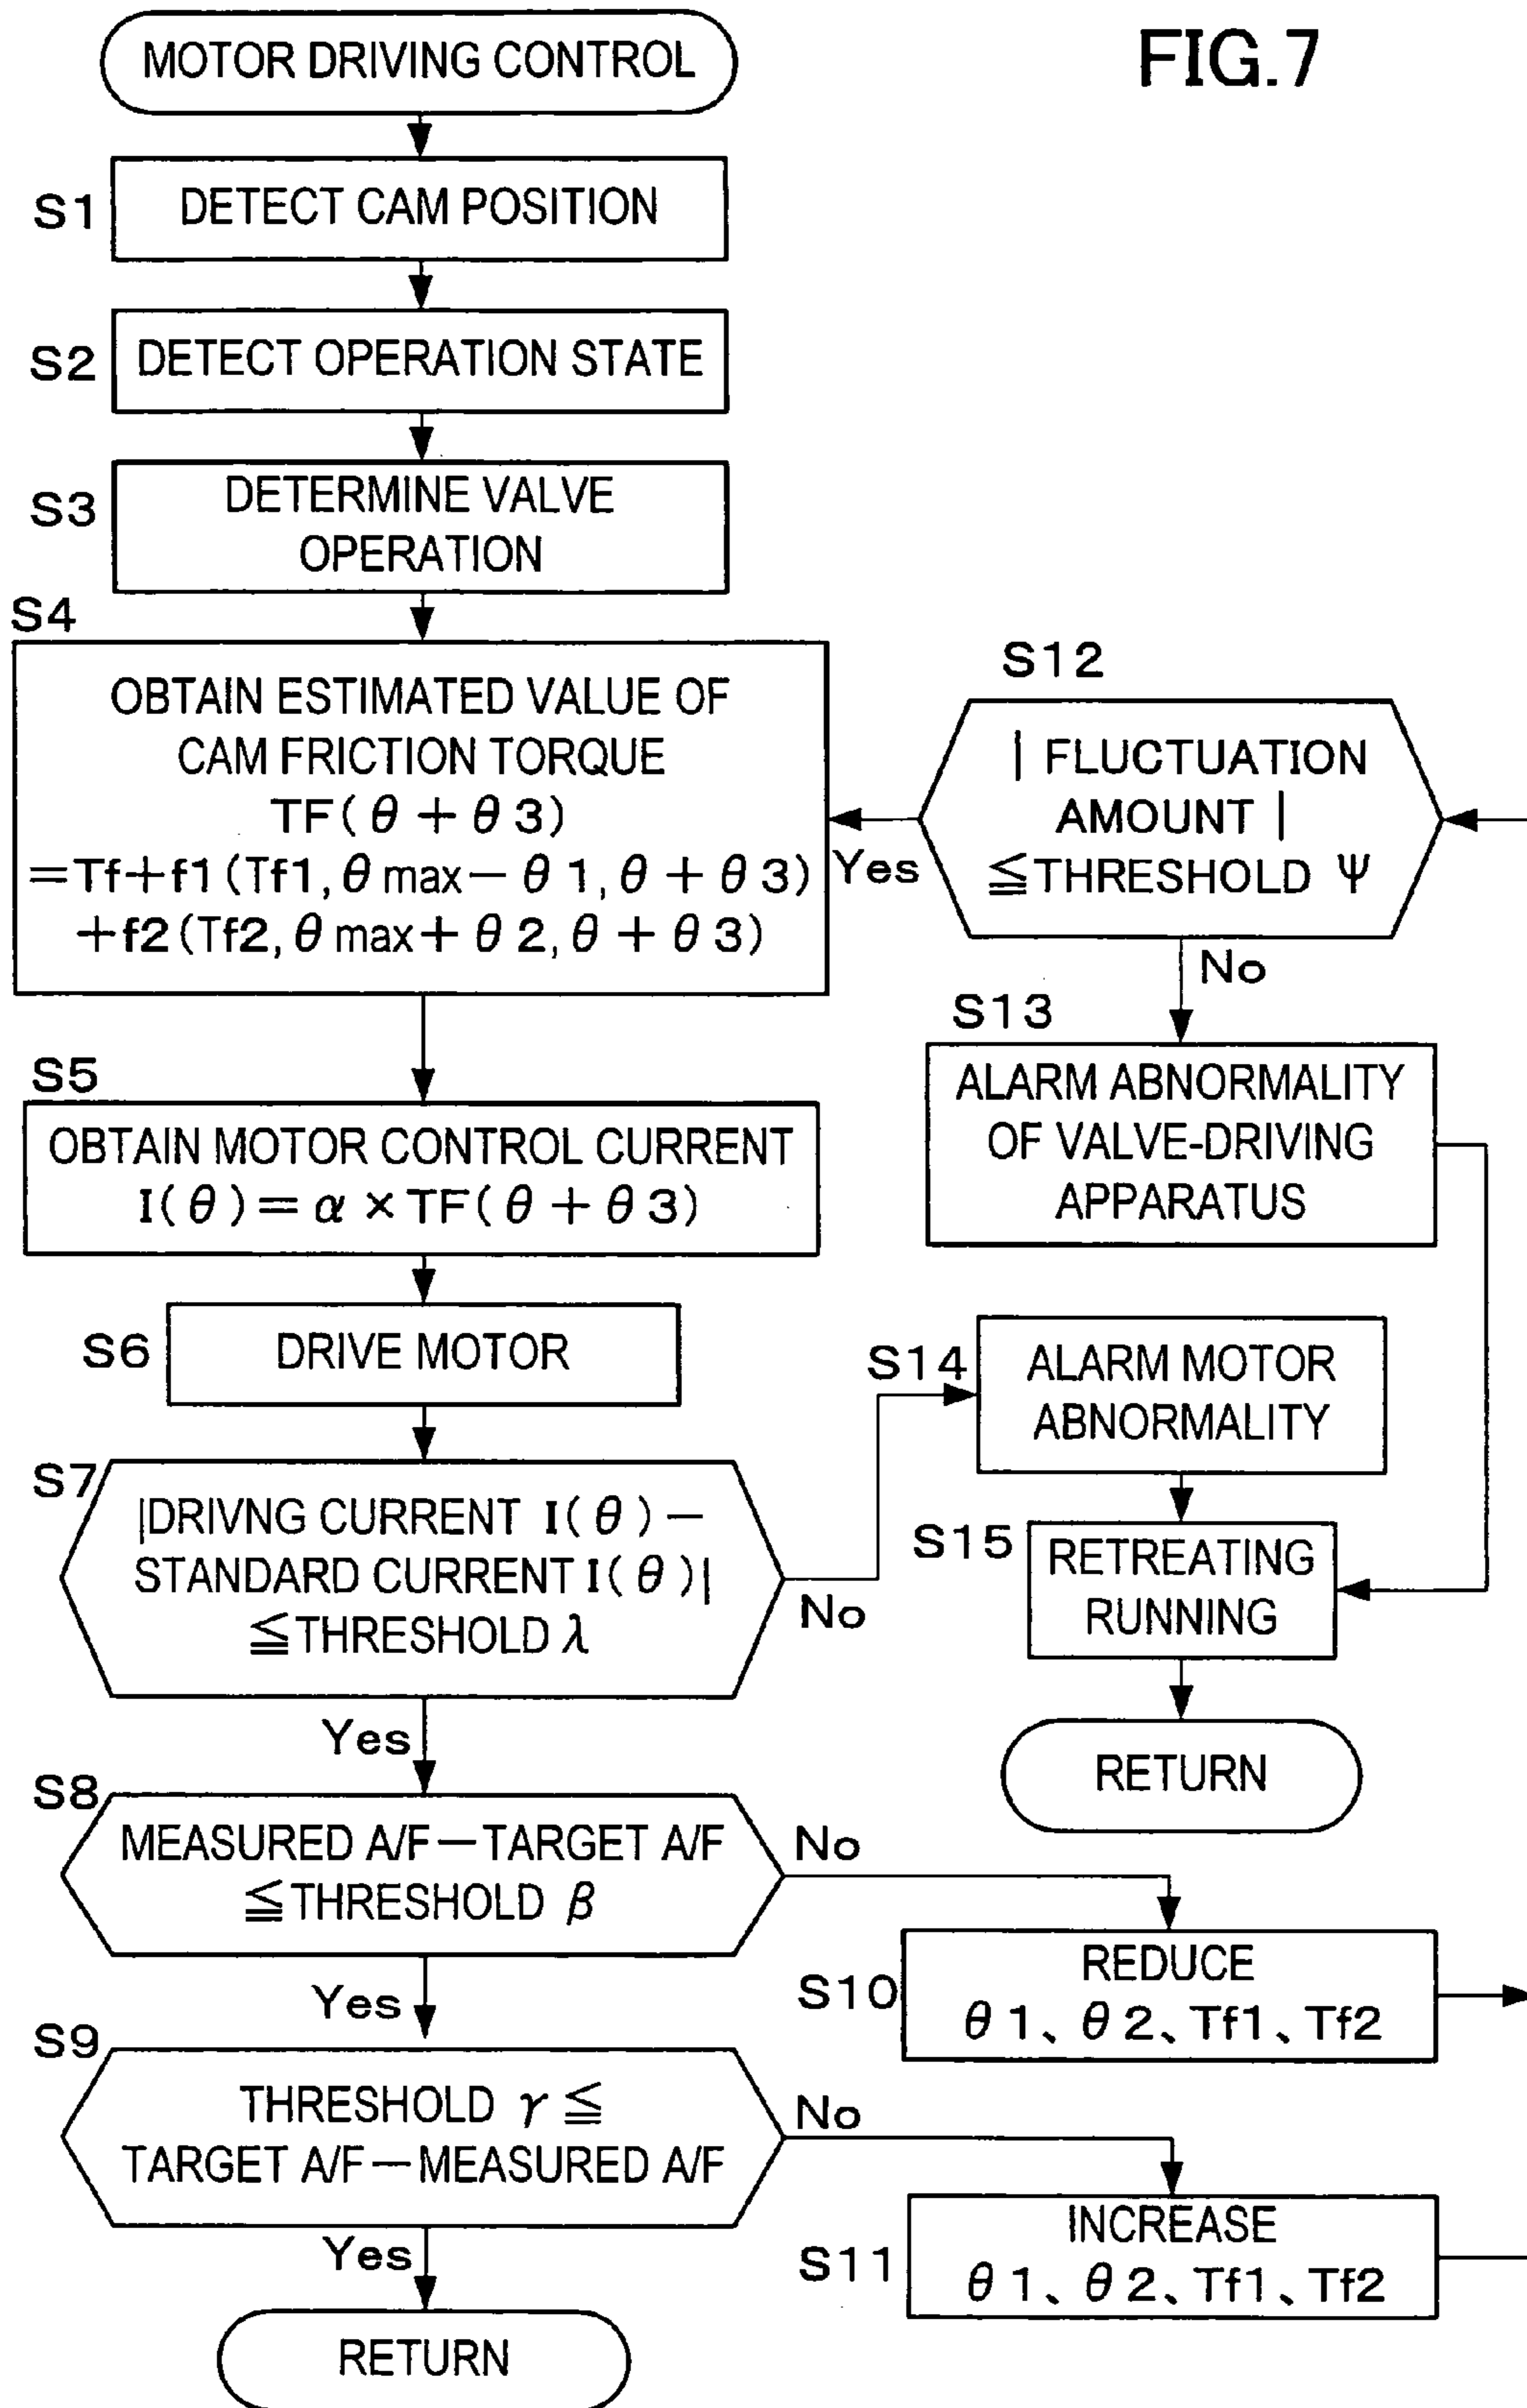 FIG.7
MOTOR DRIVING CONTROL
S1
DETECT CAM POSITION
S2
DETECT OPERATION STATE
S3
DETERMINE VALVE
OPERATION
S4
OBTAIN ESTIMATED VALUE OF
CAM FRICTION TORQUE
TF(θ+θ3)
=Tf+f1(Tf1,θmax-θ1,θ+θ3)
+f2(Tf2,θmax+θ2,θ+θ3)
S5
OBTAIN MOTOR CONTROL CURRENT
I(θ)=α×TF(θ+θ3)
S6
DRIVE MOTOR
S7
|DRIVNG CURRENT I(θ)-
STANDARD CURRENT I(θ)|
≦THRESHOLD λ
No
Yes
S8
MEASURED A/F-TARGET A/F
≦THRESHOLD β
No
Yes
S9
THRESHOLD γ≦
TARGET A/F-MEASURED A/F
No
Yes
RETURN
S10
REDUCE
θ1、θ2、Tf1、Tf2
S11
INCREASE
θ1、θ2、Tf1、Tf2
S12
| FLUCTUATION
AMOUNT |
≦THRESHOLD Ψ
Yes
No
S13
ALARM ABNORMALITY
OF VALVE-DRIVING
APPARATUS
S14
ALARM MOTOR
ABNORMALITY
S15
RETREATING
RUNNING
RETURN